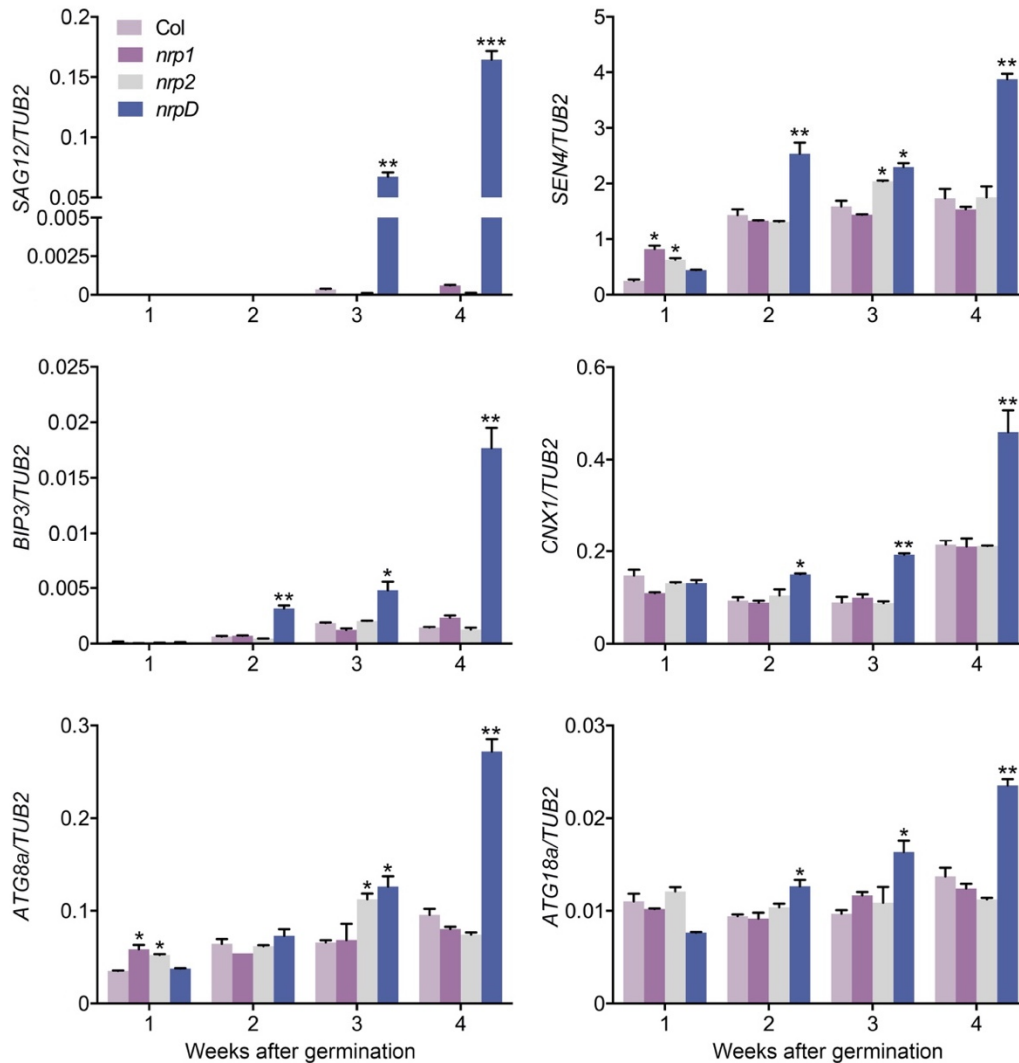 SAG12/TUB2
0.2
0.15
0.1
0.05
0.005
0.0025
0
Col
nrp1
nrp2
nrpD
**
***
1 2 3 4
SEN4/TUB2
5
4
3
2
1
0
*
*
**
*
*
**
1 2 3 4
BIP3/TUB2
0.025
0.02
0.015
0.01
0.005
0
**
*
**
1 2 3 4
CNX1/TUB2
0.6
0.4
0.2
0
*
**
**
1 2 3 4
ATG8a/TUB2
0.3
0.2
0.1
0
*
*
*
*
**
1 2 3 4
Weeks after germination
ATG18a/TUB2
0.03
0.02
0.01
0
*
*
**
1 2 3 4
Weeks after germination